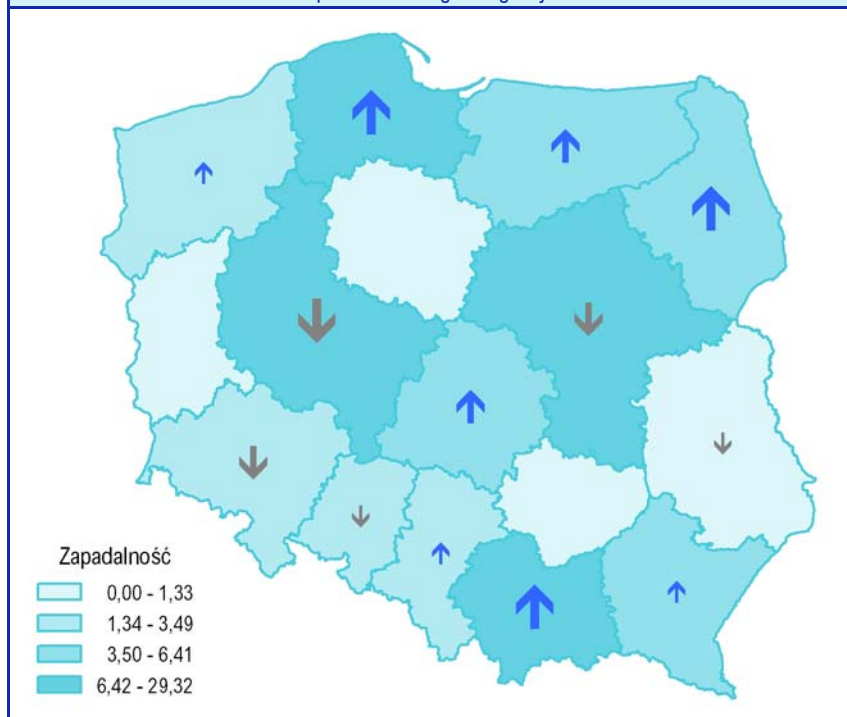 Zapadalność
0,00 - 1,33
1,34 - 3,49
3,50 - 6,41
6,42 - 29,32